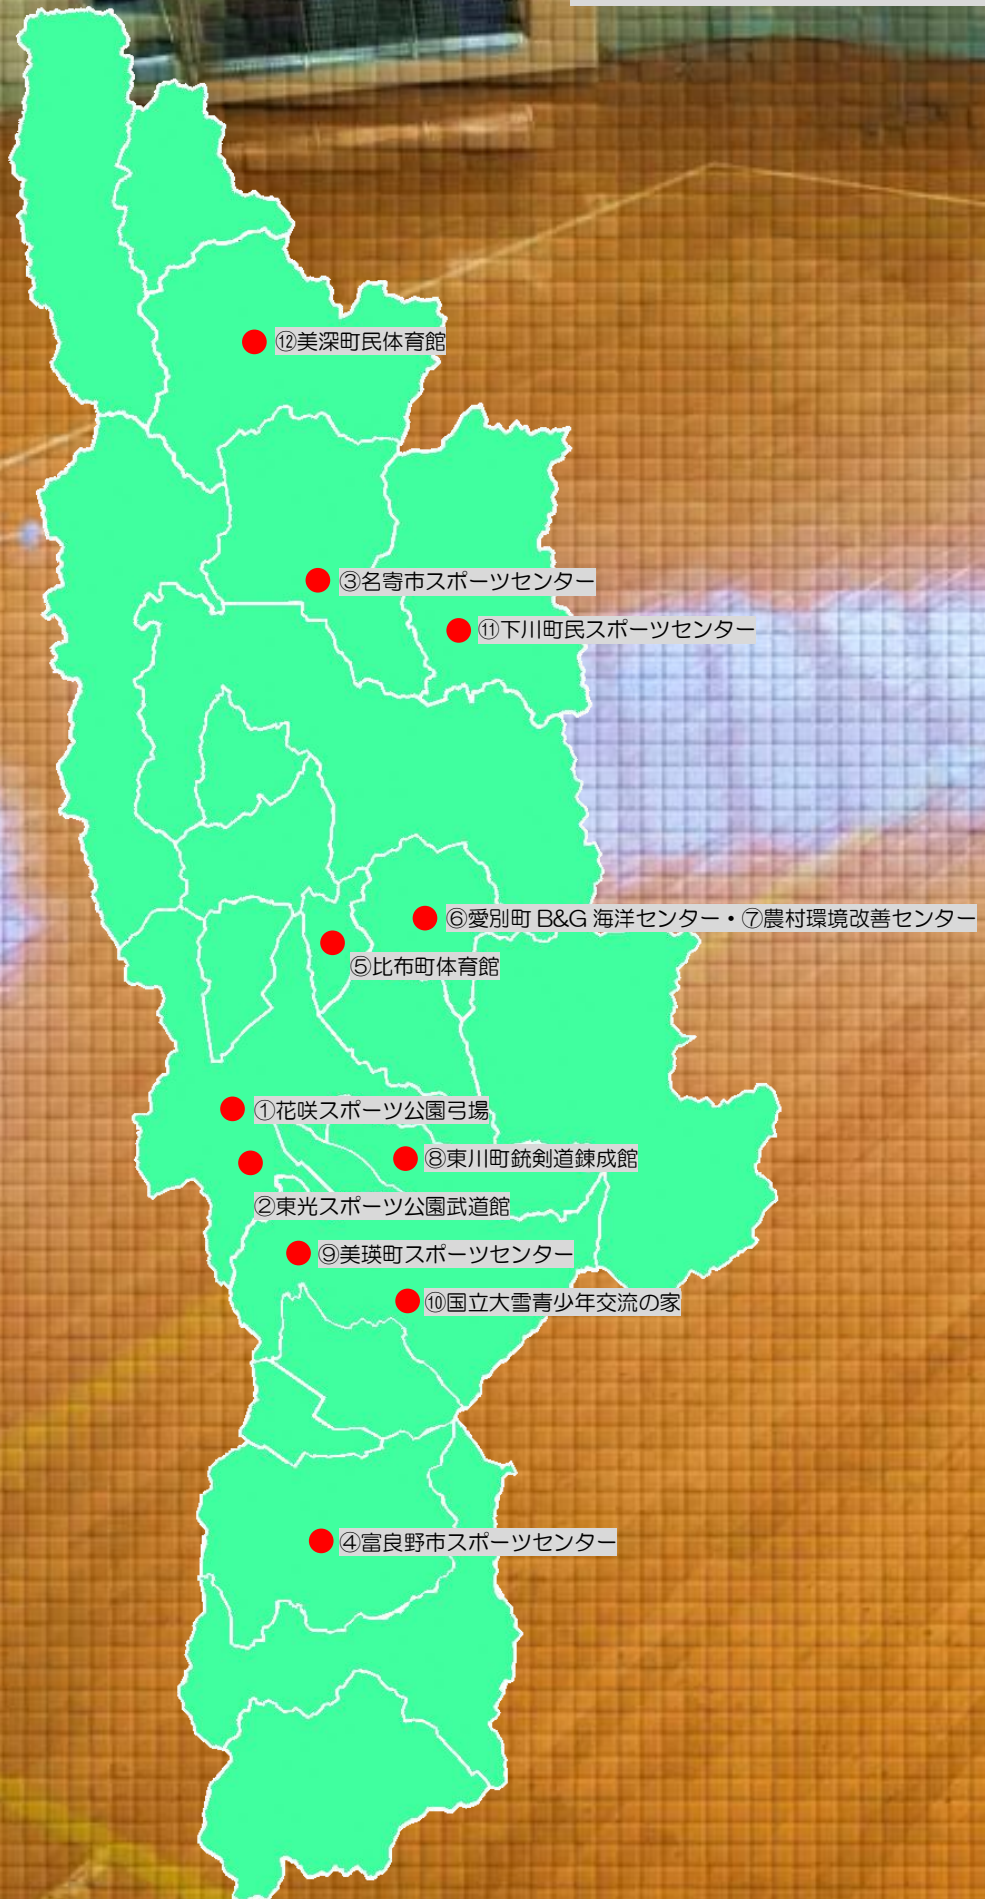 ⑫美深町民体育館
③名寄市スポーツセンター
⑪下川町民スポーツセンター
⑥愛別町 B&G 海洋センター・⑦農村環境改善センター
⑤比布町体育館
①花咲スポーツ公園弓場
⑧東川町銃剣道錬成館
②東光スポーツ公園武道館
⑨美瑛町スポーツセンター
⑩国立大雪青少年交流の家
④富良野市スポーツセンター